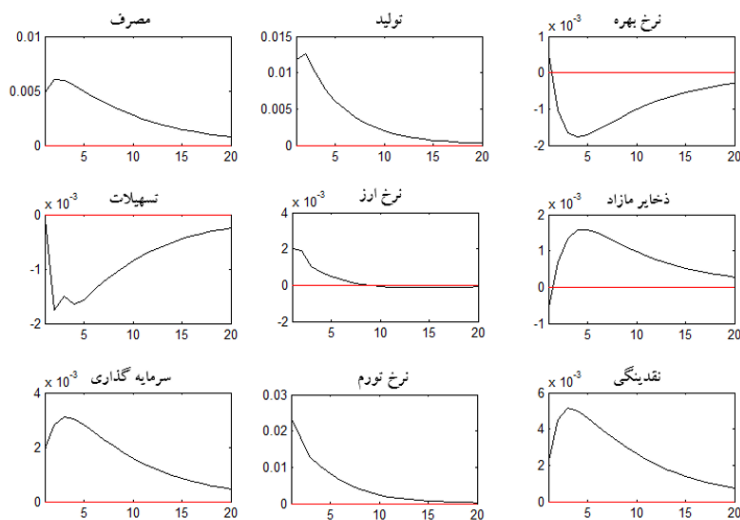 مصرف
0.01
0.005
0
5 10 15 20
تولید
0.015
0.01
0.005
0
5 10 15 20
نرخ بهره
x 10⁻³
1
0
-1
-2
5 10 15 20
تسهیلات
x 10⁻³
0
-1
-2
5 10 15 20
نرخ ارز
x 10⁻³
4
2
0
-2
5 10 15 20
ذخایر مازاد
x 10⁻³
2
1
0
-1
5 10 15 20
سرمایه گذاری
x 10⁻³
4
2
0
5 10 15 20
نرخ تورم
0.03
0.02
0.01
0
5 10 15 20
نقدینگی
x 10⁻³
6
4
2
0
5 10 15 20